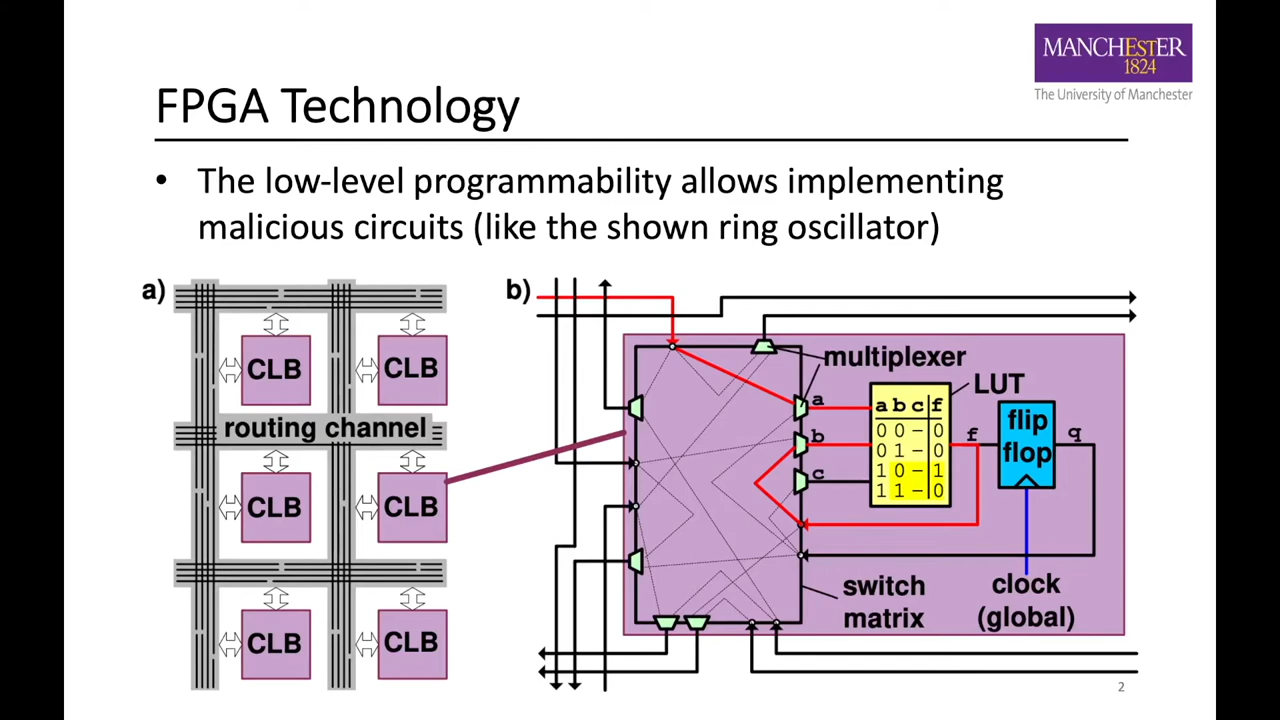 MANCHESTER
1824
The University of Manchester
FPGA Technology
• The low-level programmability allows implementing
malicious circuits (like the shown ring oscillator)
a)
CLB
CLB
routing channel
CLB
CLB
CLB
CLB
b)
multiplexer
LUT
a
b
c
a b c f
0 0 – 0
0 1 – 0
1 0 – 1
1 1 – 0
f
flip
flop
q
switch
matrix
clock
(global)
2